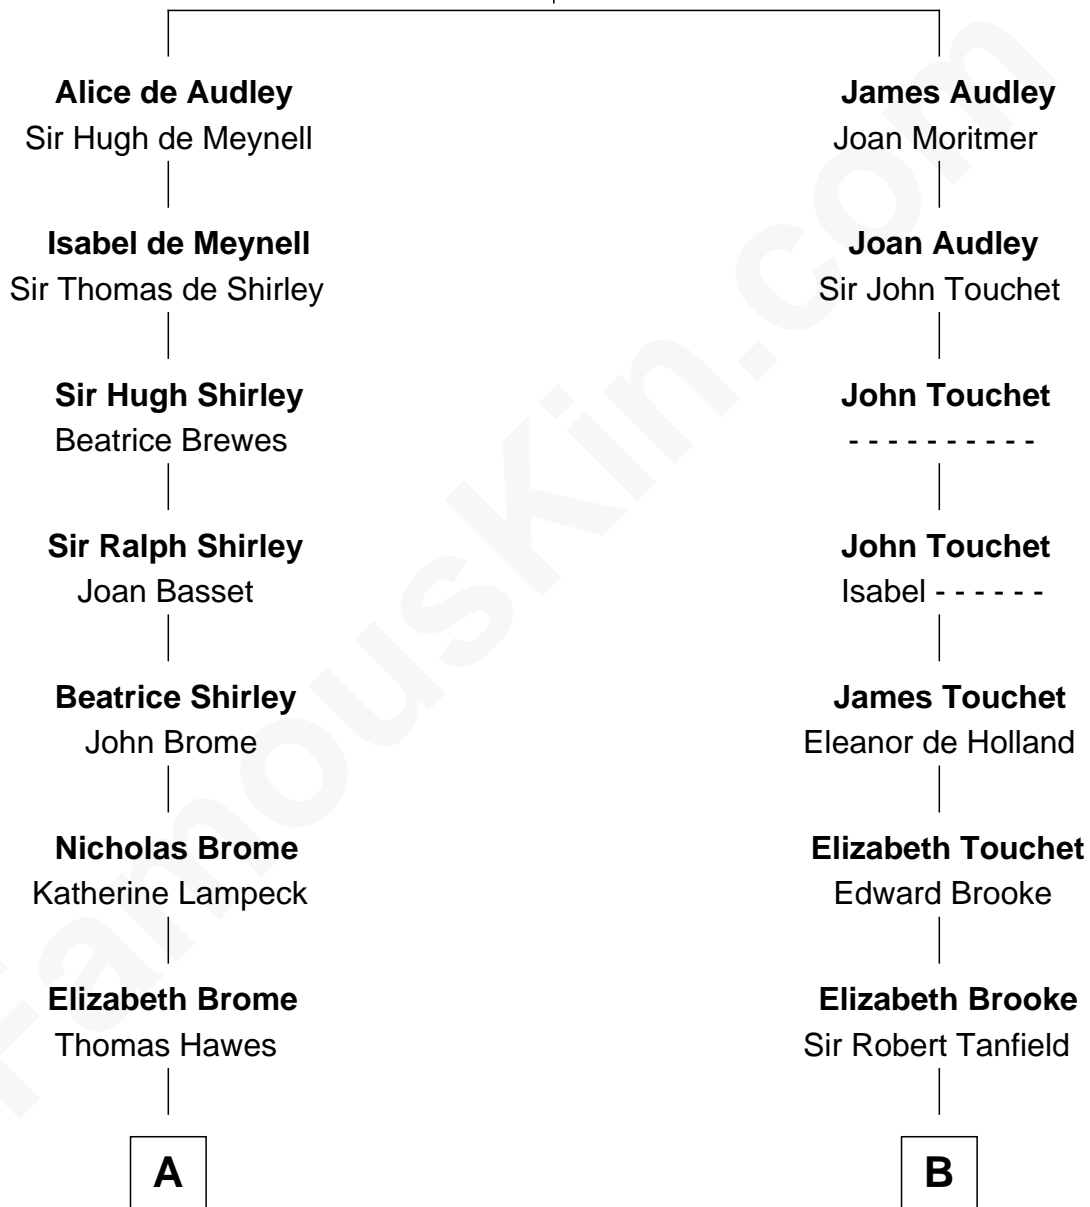 Alice de Audley
Sir Hugh de Meynell
Isabel de Meynell
Sir Thomas de Shirley
Sir Hugh Shirley
Beatrice Brewes
Sir Ralph Shirley
Joan Basset
Beatrice Shirley
John Brome
Nicholas Brome
Katherine Lampeck
Elizabeth Brome
Thomas Hawes
A
James Audley
Joan Moritmer
Joan Audley
Sir John Touchet
John Touchet
- - - - - - - - - -
John Touchet
Isabel - - - - - -
James Touchet
Eleanor de Holland
Elizabeth Touchet
Edward Brooke
Elizabeth Brooke
Sir Robert Tanfield
B
FamousKin.com